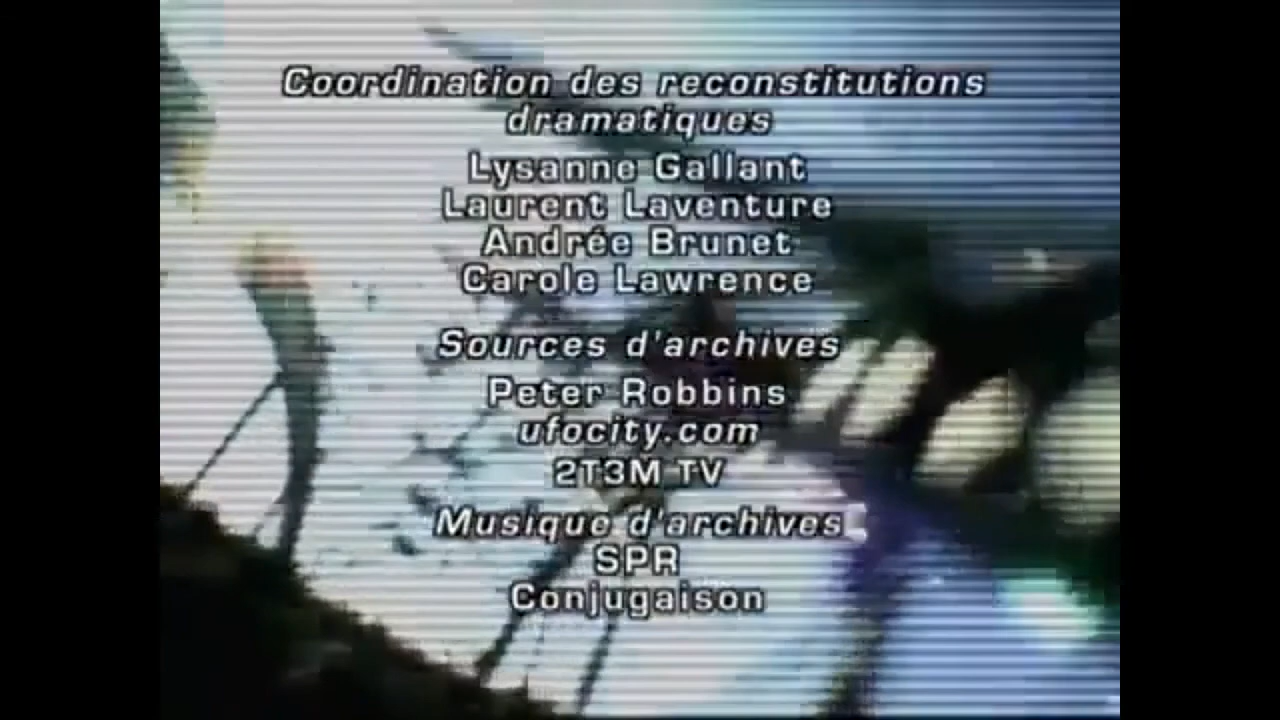 Coordination des reconstitutions
dramatiques
Lysanne Gallant
Laurent Laventure
Andrée Brunet
Carole Lawrence
Sources d'archives
Peter Robbins
ufocity.com
2T3M TV
Musique d'archives
SPR
Conjugaison